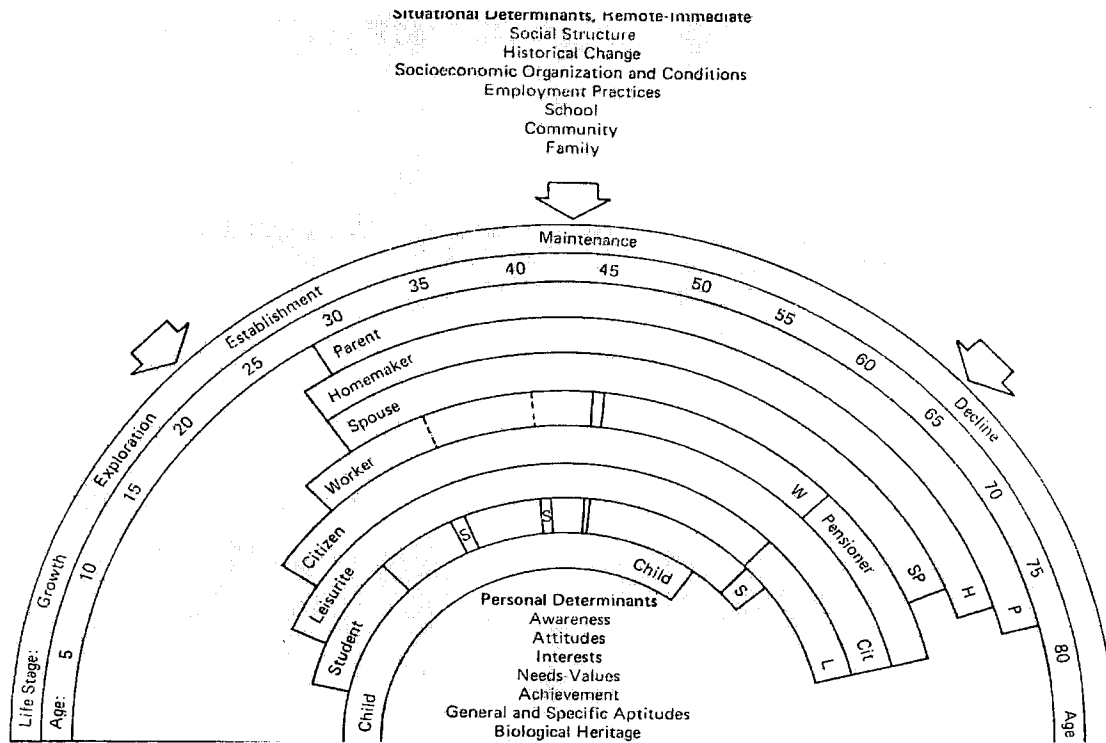 Situational Determinants, Remote-Immediate
Social Structure
Historical Change
Socioeconomic Organization and Conditions
Employment Practices
School
Community
Family
Life Stage:
Growth
Exploration
Establishment
Maintenance
Decline
Age:
5
10
15
20
25
30
35
40
45
50
55
60
65
70
75
80
Age
Parent
P
Homemaker
H
Spouse
SP
Worker
W
Pensioner
Citizen
Cit
Leisurite
L
Student
S
S
S
Child
Child
Personal Determinants
Awareness
Attitudes
Interests
Needs-Values
Achievement
General and Specific Aptitudes
Biological Heritage